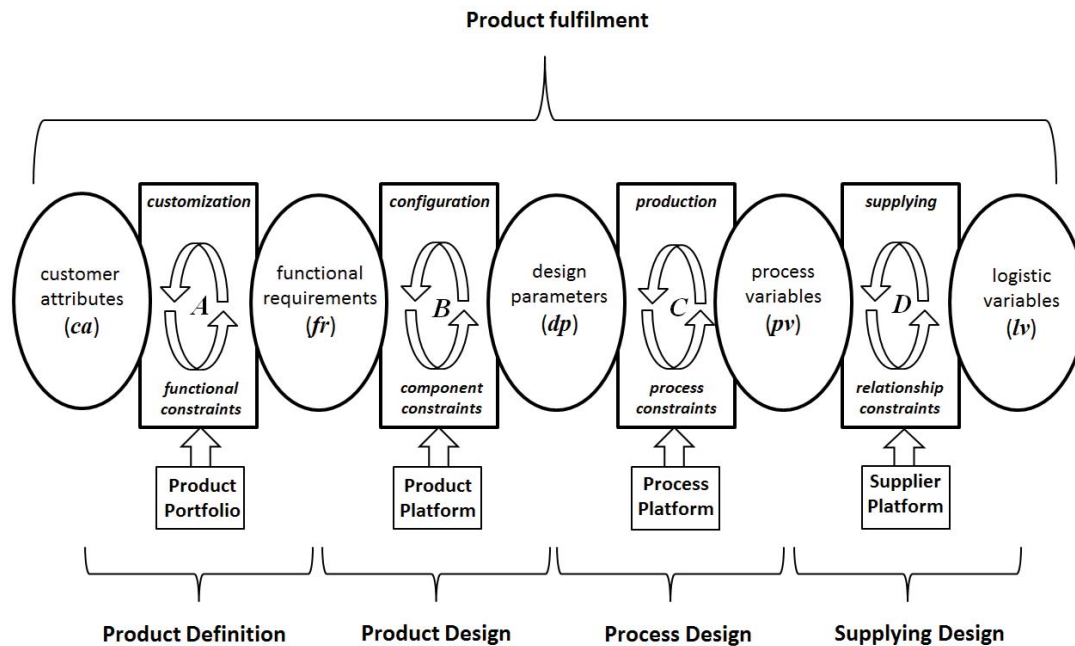 Product fulfilment
customer
attributes
(ca)
customization
A
functional
constraints
functional
requirements
(fr)
configuration
B
component
constraints
design
parameters
(dp)
production
C
process
constraints
process
variables
(pv)
supplying
D
relationship
constraints
logistic
variables
(lv)
Product
Portfolio
Product
Platform
Process
Platform
Supplier
Platform
Product Definition
Product Design
Process Design
Supplying Design